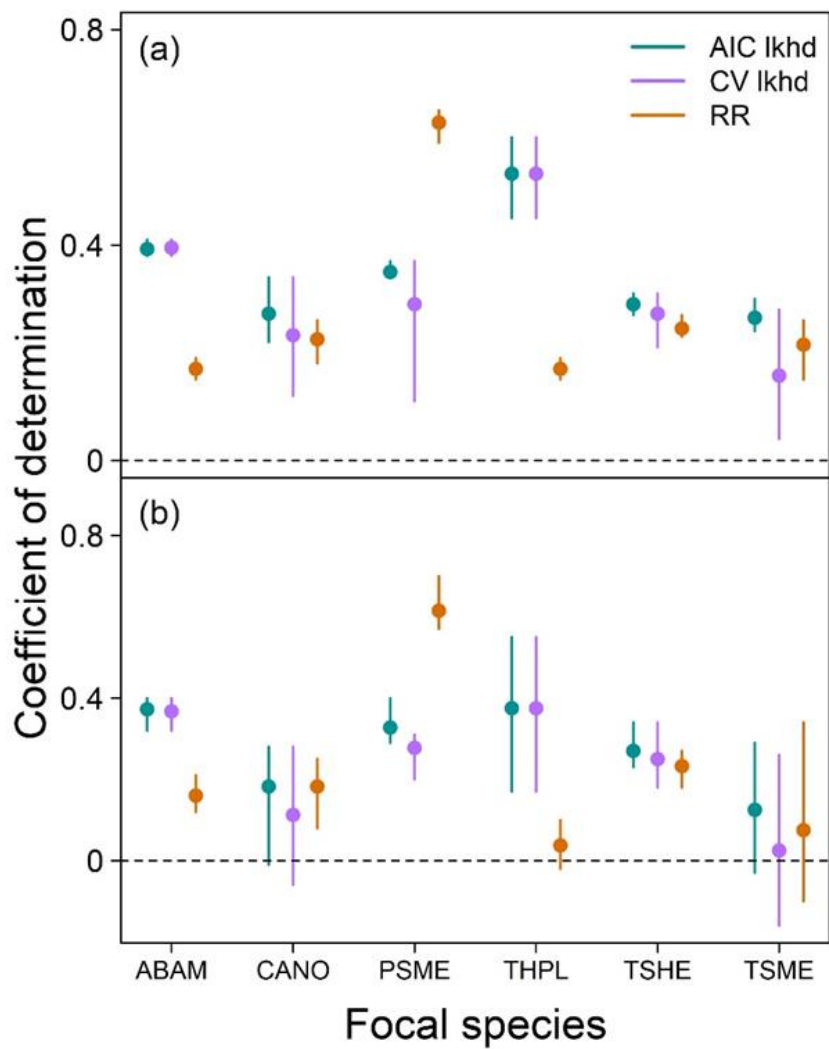 (a)
AIC lkhd
CV lkhd
RR
0.8
0.4
0
Coefficient of determination
(b)
0.8
0.4
0
ABAM CANO PSME THPL TSHE TSME
Focal species